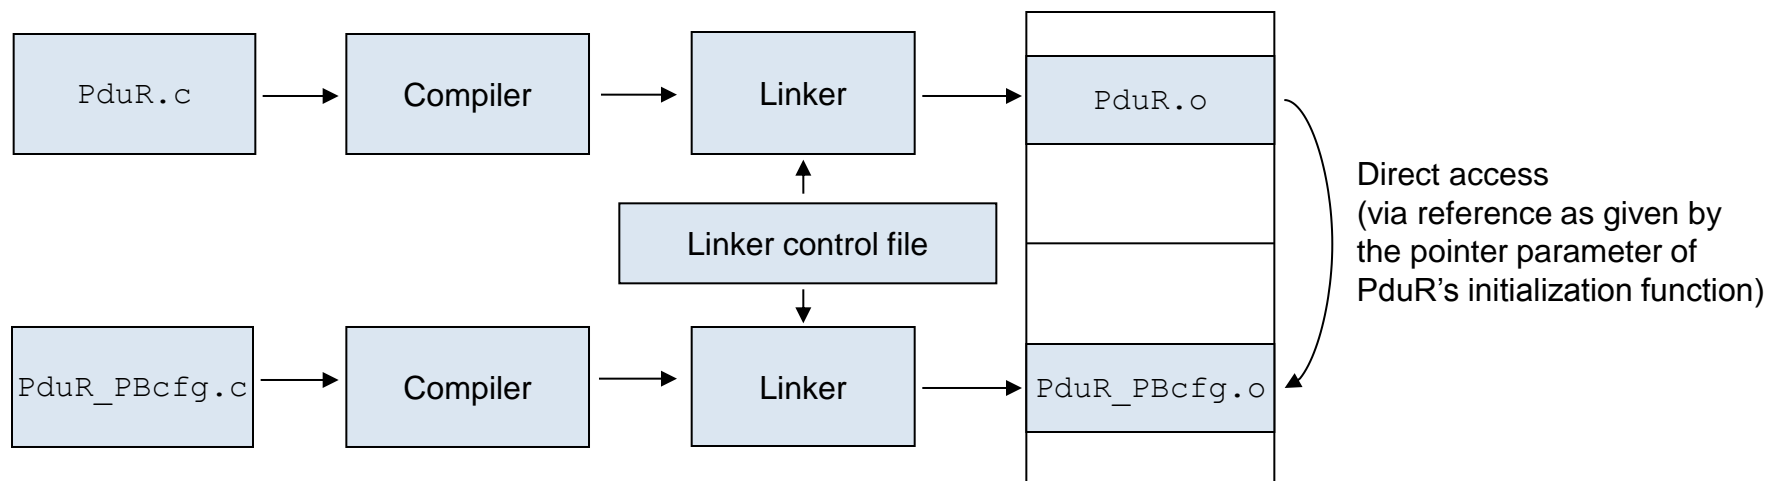 PduR.c
Compiler
Linker
PduR.o
Direct access
(via reference as given by
the pointer parameter of
PduR’s initialization function)
Linker control file
PduR_PBcfg.c
Compiler
Linker
PduR_PBcfg.o